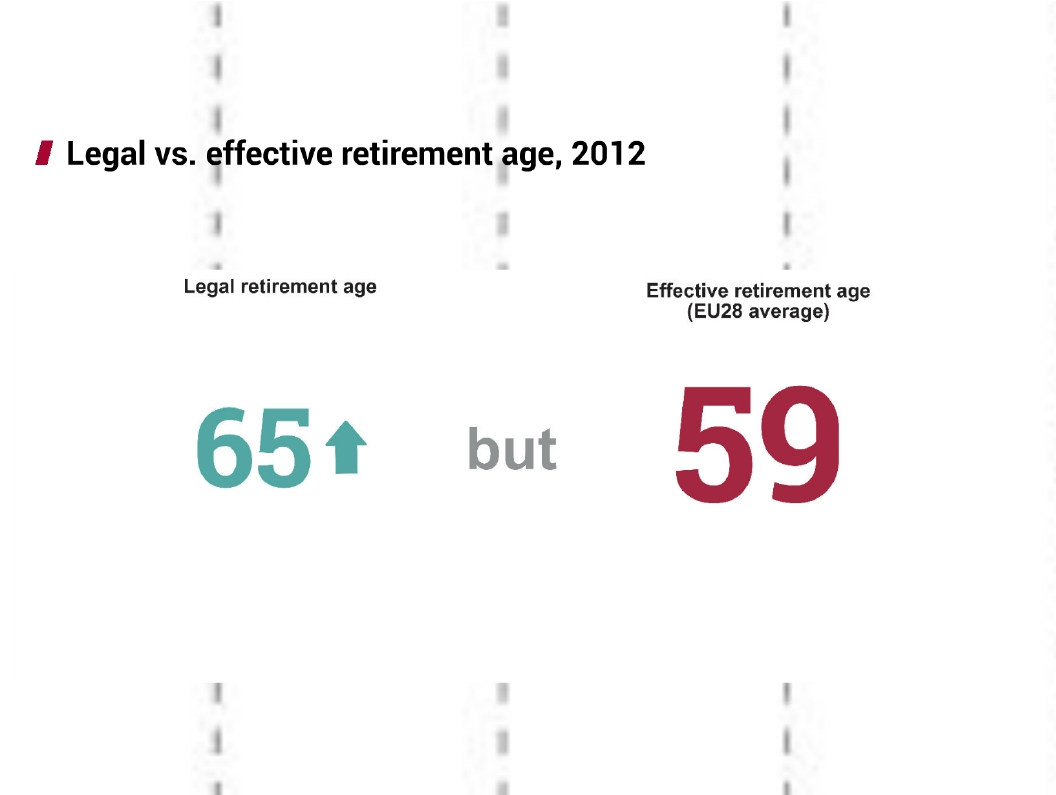 Legal vs. effective retirement age, 2012
Legal retirement age
Effective retirement age
(EU28 average)
65
but
59